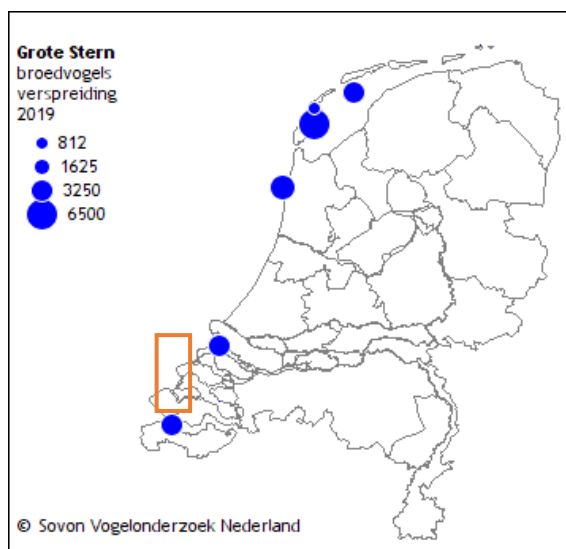 Grote Stern
broedvogels
verspreiding
2019
812
1625
3250
6500
© Sovon Vogelonderzoek Nederland